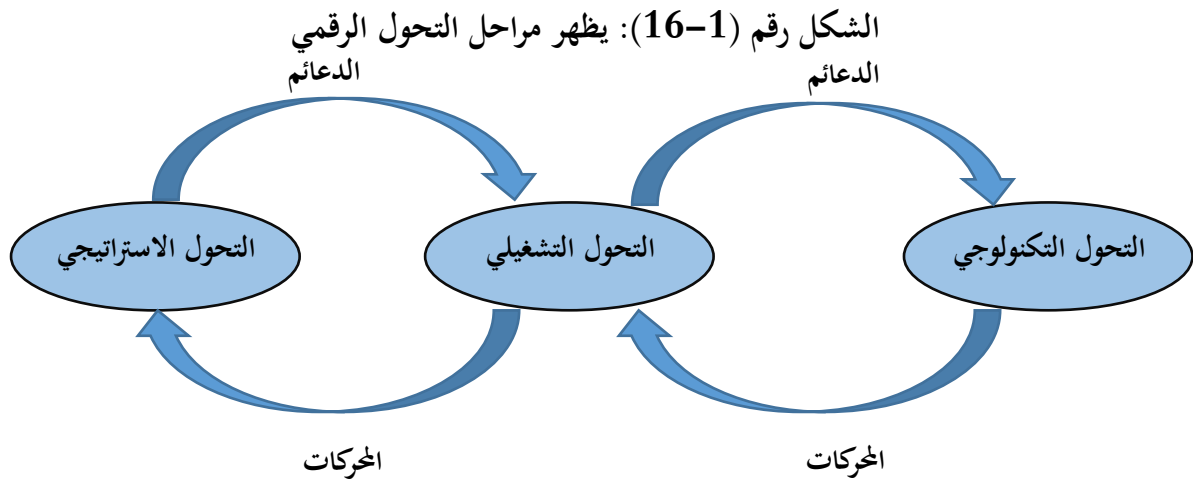 الشكل رقم (1-16): يظهر مراحل التحول الرقمي
الدعائم
الدعائم
التحول التكنولوجي
التحول التشغيلي
التحول الاستراتيجي
المحركات
المحركات